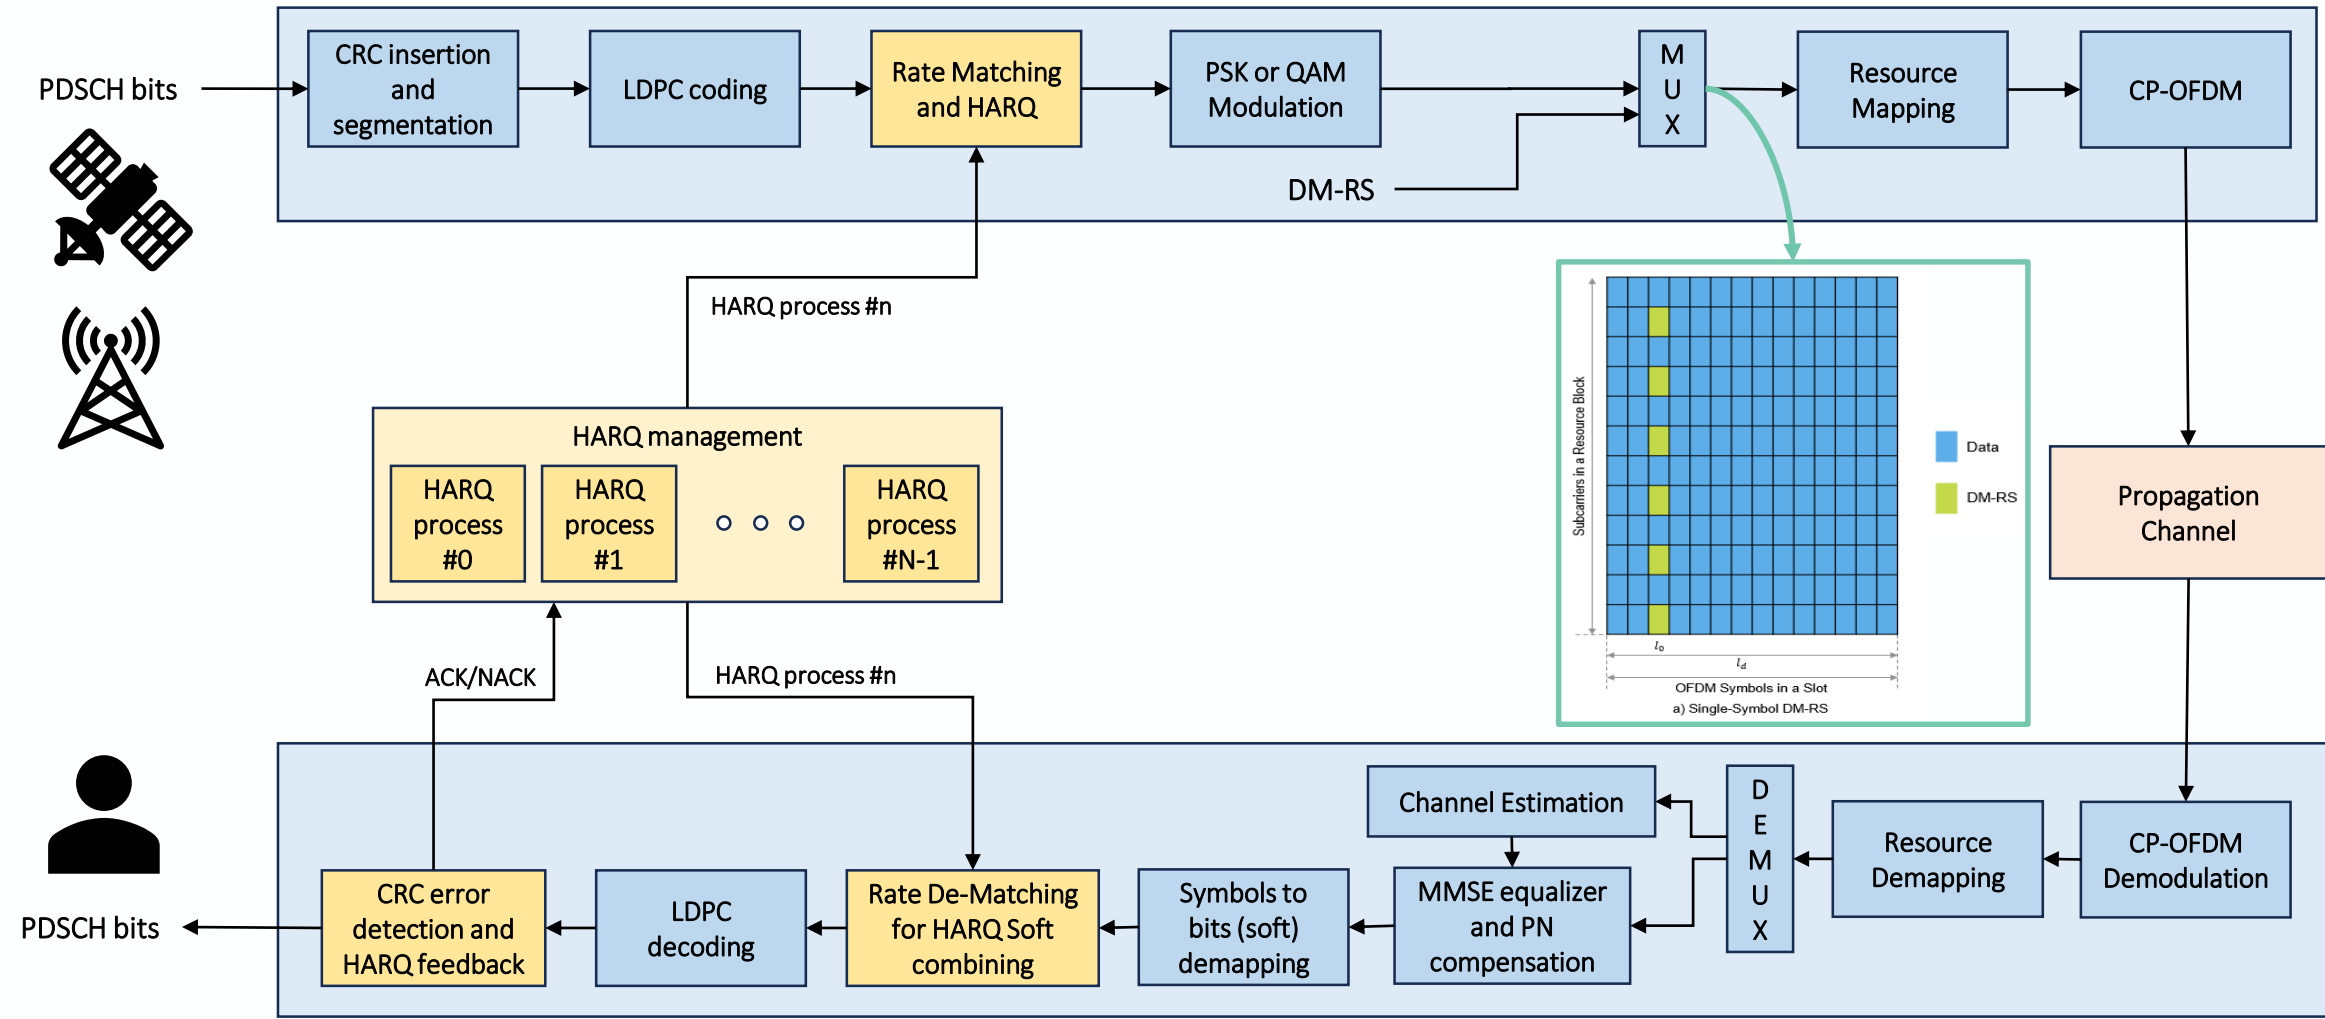 PDSCH bits
CRC insertion
and
segmentation
LDPC coding
Rate Matching
and HARQ
PSK or QAM
Modulation
M
U
X
Resource
Mapping
CP-OFDM
DM-RS
HARQ process #n
HARQ management
HARQ
process
#0
HARQ
process
#1
HARQ
process
#N-1
ACK/NACK
HARQ process #n
Subcarriers in a Resource Block
l₀
l_d
OFDM Symbols in a Slot
a) Single-Symbol DM-RS
Data
DM-RS
Propagation
Channel
CP-OFDM
Demodulation
Resource
Demapping
D
E
M
U
X
Channel Estimation
MMSE equalizer
and PN
compensation
Symbols to
bits (soft)
demapping
Rate De-Matching
for HARQ Soft
combining
LDPC
decoding
CRC error
detection and
HARQ feedback
PDSCH bits